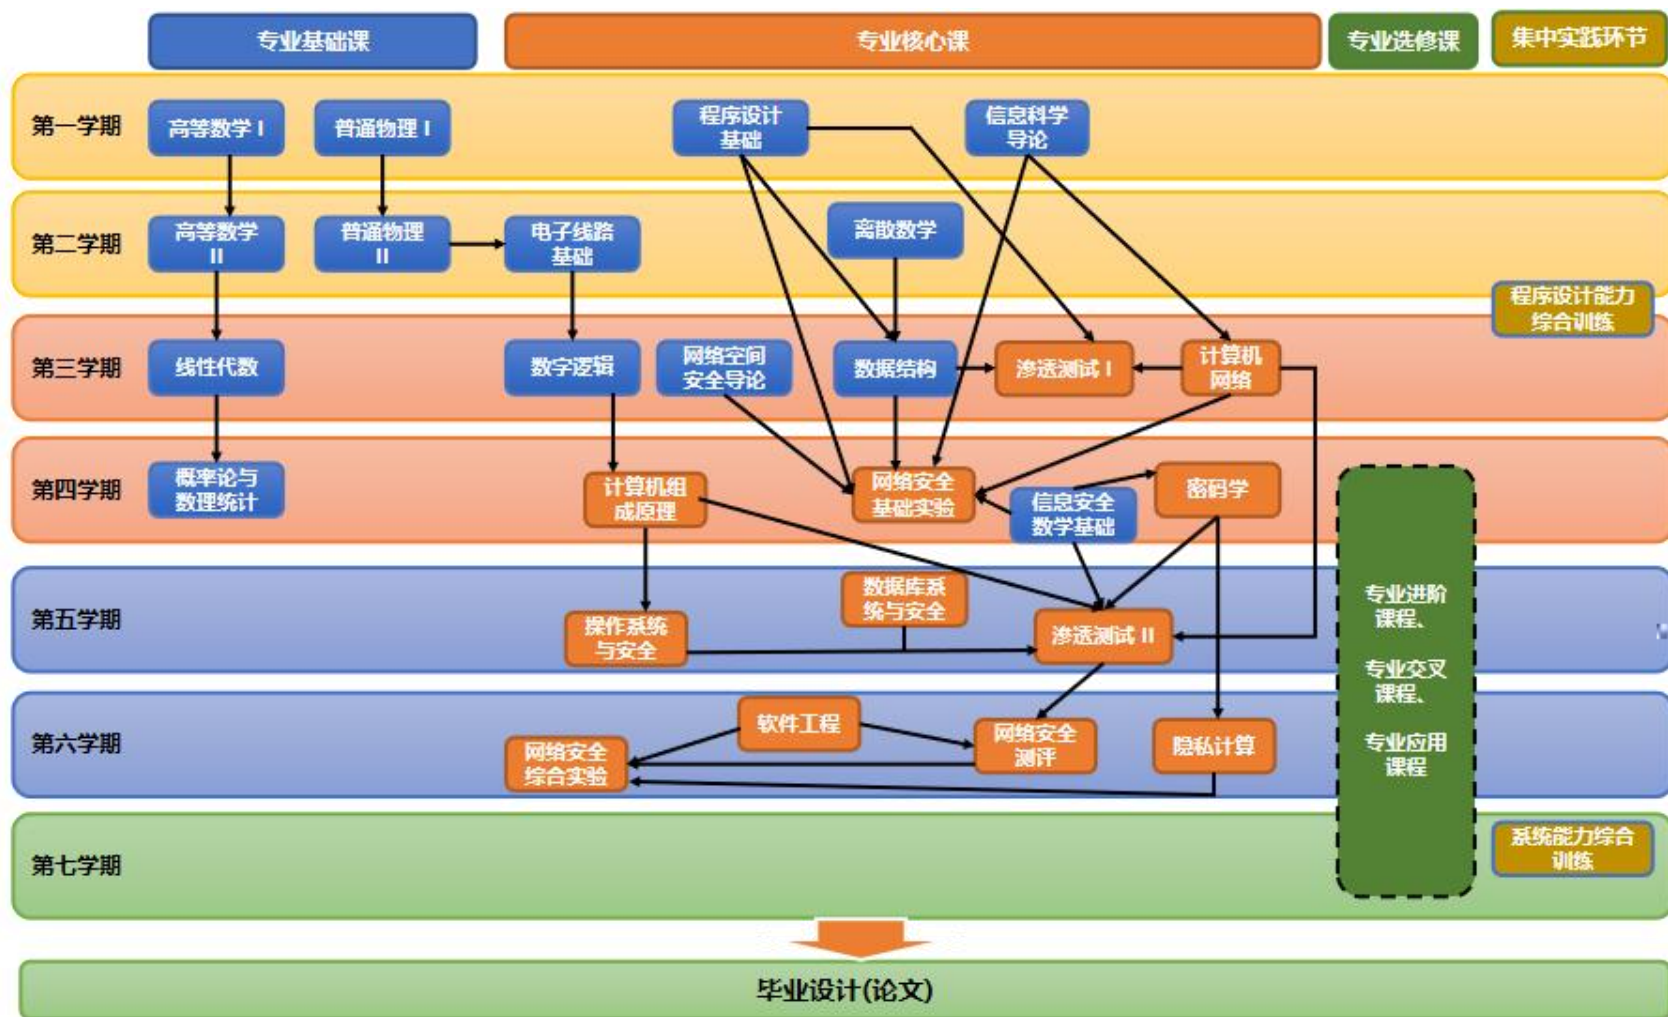 专业基础课
专业核心课
专业选修课
集中实践环节
第一学期
高等数学 I
普通物理 I
程序设计
基础
信息科学
导论
第二学期
高等数学
II
普通物理
II
电子线路
基础
离散数学
程序设计能力
综合训练
第三学期
线性代数
数字逻辑
网络空间
安全导论
数据结构
渗透测试 I
计算机
网络
第四学期
概率论与
数理统计
计算机组
成原理
网络安全
基础实验
信息安全
数学基础
密码学
第五学期
操作系统
与安全
数据库系
统与安全
渗透测试 II
专业进阶
课程、
专业交叉
课程、
专业应用
课程
第六学期
网络安全
综合实验
软件工程
网络安全
测评
隐私计算
第七学期
系统能力综合
训练
毕业设计(论文)